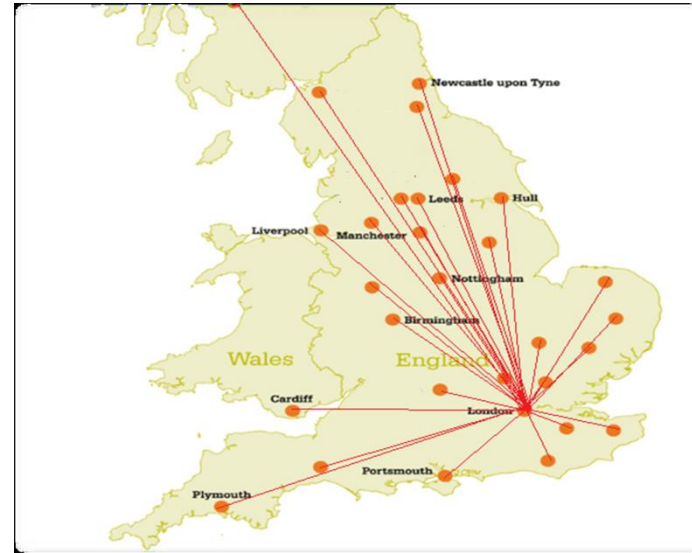 Newcastle upon Tyne
Leeds
Hull
Liverpool
Manchester
Nottingham
Birmingham
Wales
England
Cardiff
London
Portsmouth
Plymouth